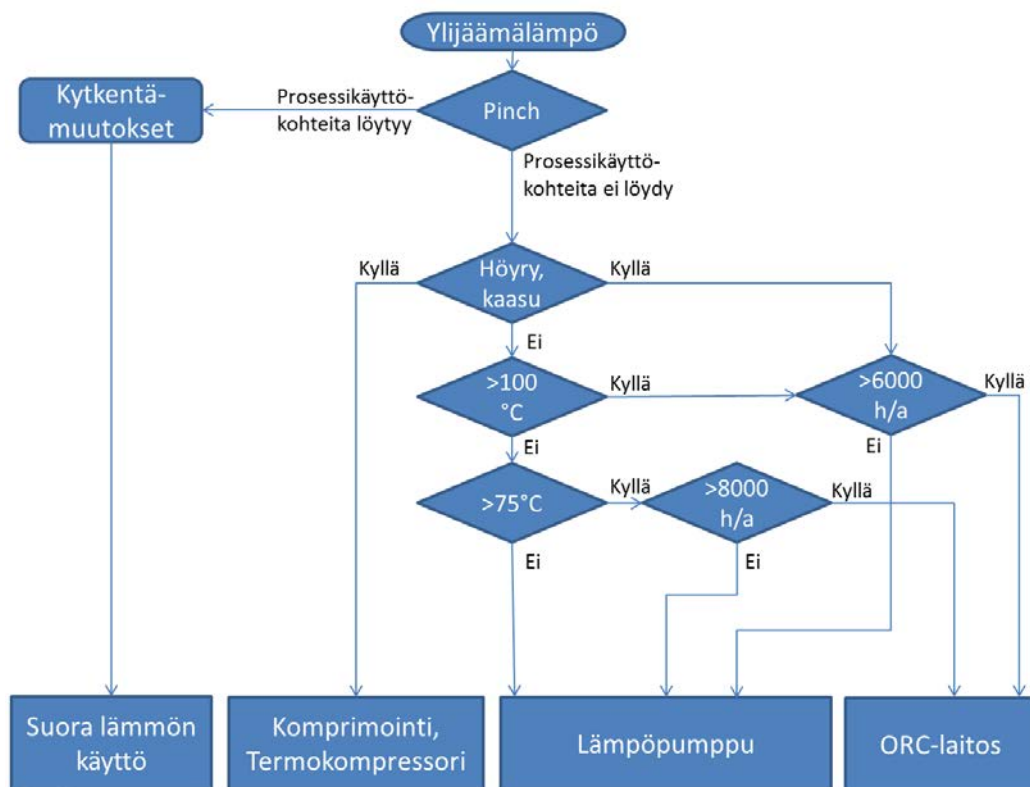 Ylijäämälämpö
Kytkentä-
muutokset
Prosessikäyttö-
kohteita löytyy
Pinch
Prosessikäyttö-
kohteita ei löydy
Kyllä
Höyry,
kaasu
Kyllä
Ei
>100
°C
Kyllä
>6000
h/a
Kyllä
Ei
Ei
>75°C
Kyllä
>8000
h/a
Kyllä
Ei
Ei
Suora lämmön
käyttö
Komprimointi,
Termokompressori
Lämpöpumppu
ORC-laitos